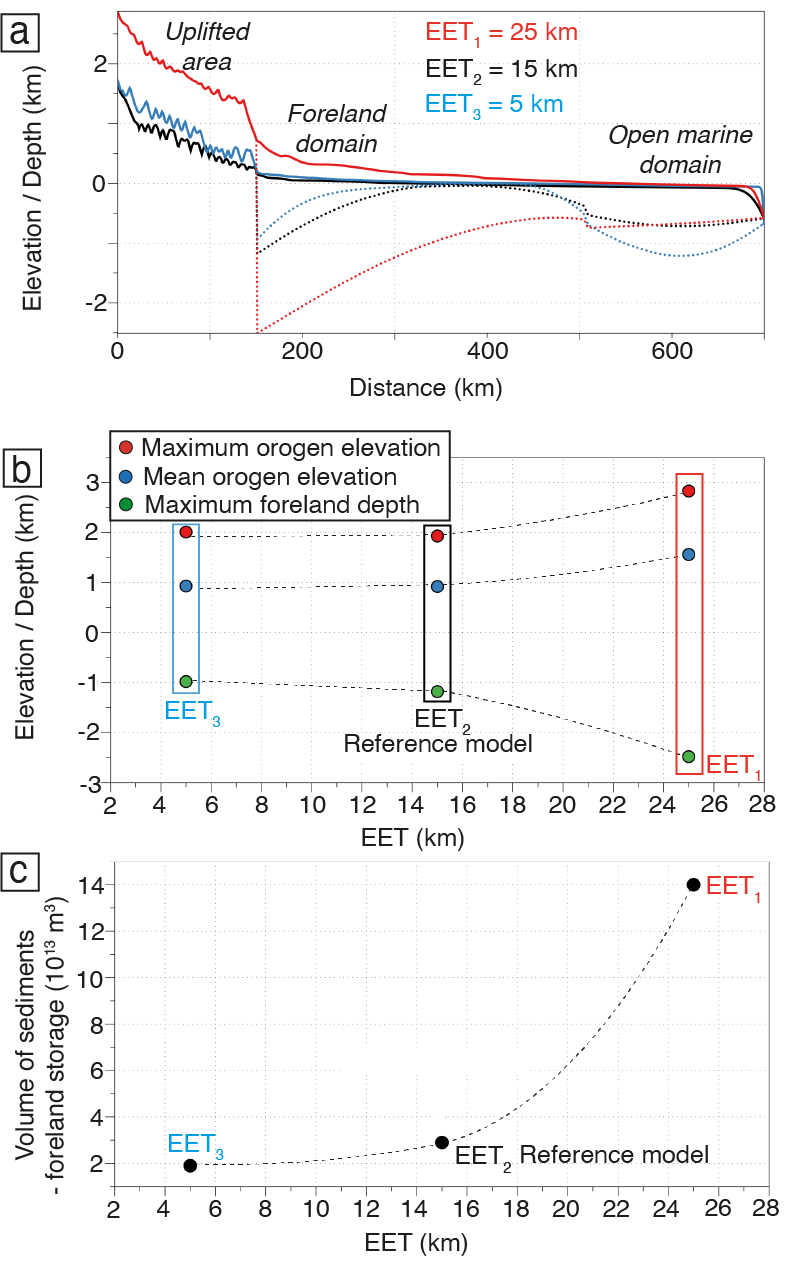 a
Uplifted
area
EET1 = 25 km
EET2 = 15 km
EET3 = 5 km
Foreland
domain
Open marine
domain
Elevation / Depth (km)
2
0
-2
0 200 400 600
Distance (km)
b
Maximum orogen elevation
Mean orogen elevation
Maximum foreland depth
Elevation / Depth (km)
3
2
1
0
-1
-2
-3
EET3
EET2
Reference model
EET1
2 4 6 8 10 12 14 16 18 20 22 24 26 28
EET (km)
c
Volume of sediments
- foreland storage (10¹³ m³)
14
12
10
8
6
4
2
EET1
EET3
EET2 Reference model
2 4 6 8 10 12 14 16 18 20 22 24 26 28
EET (km)